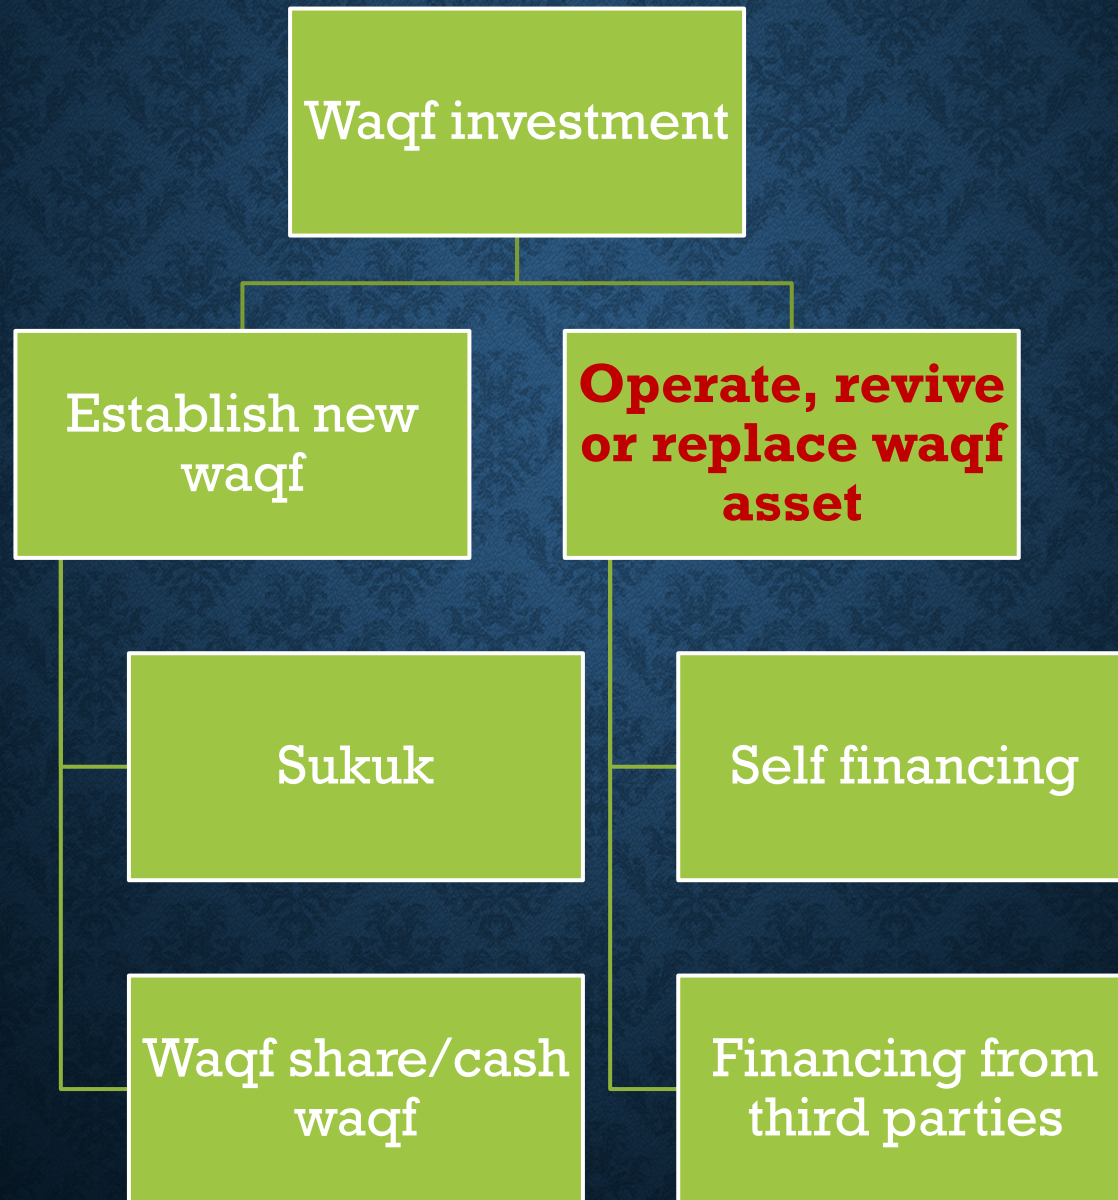 Waqf investment
Establish new
waqf
Operate, revive
or replace waqf
asset
Sukuk
Self financing
Waqf share/cash
waqf
Financing from
third parties